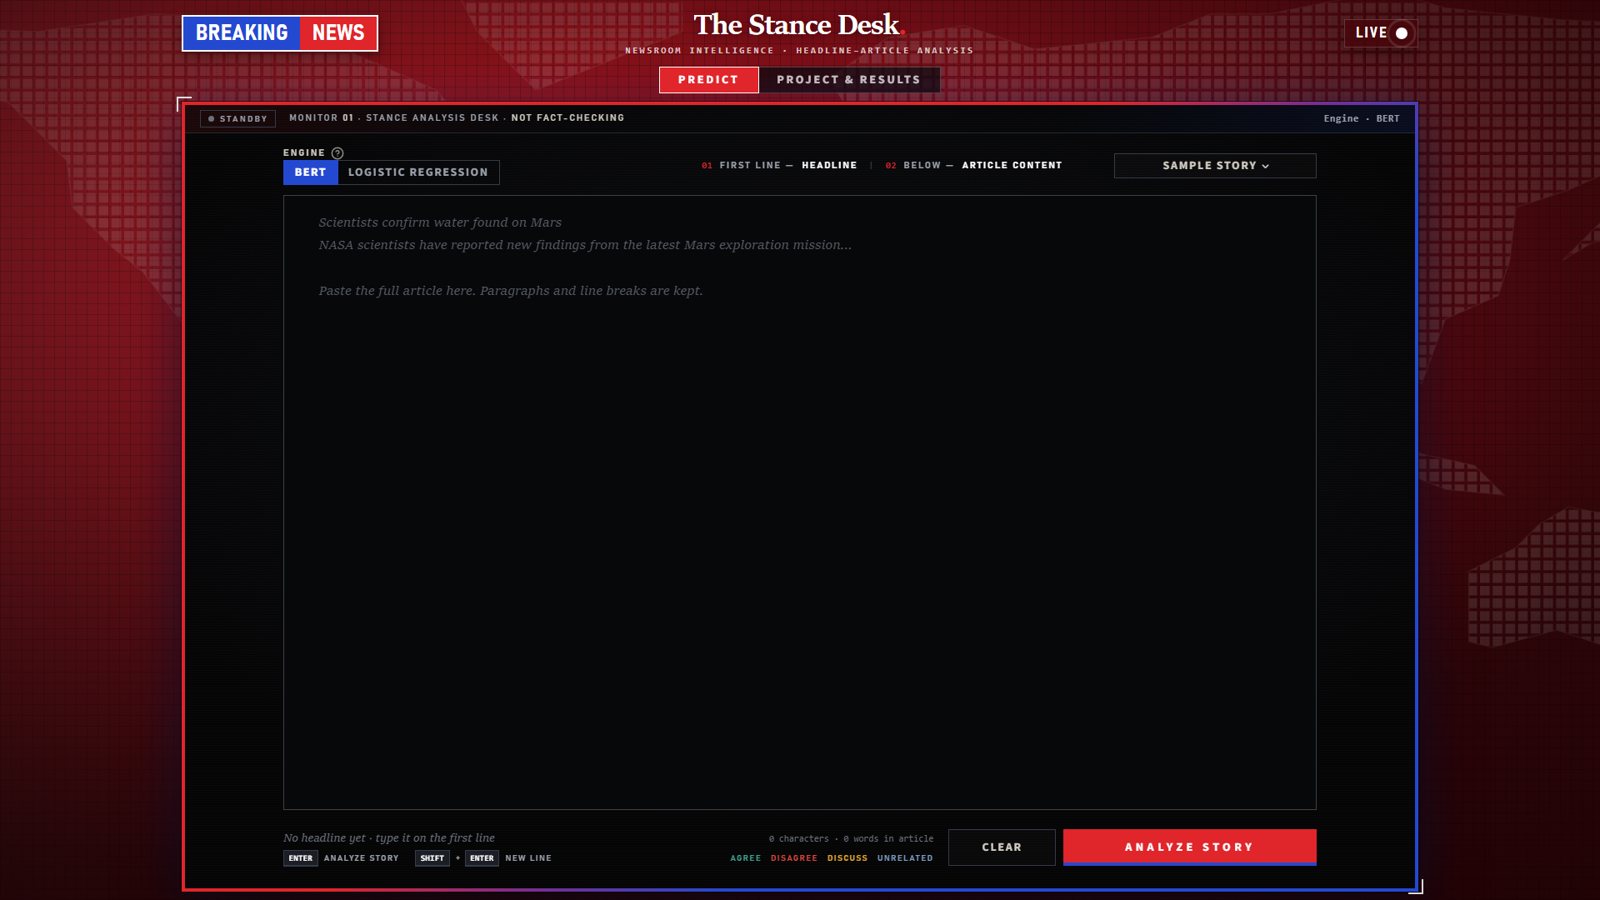 BREAKING NEWS
The Stance Desk.
NEWSROOM INTELLIGENCE · HEADLINE–ARTICLE ANALYSIS
LIVE
PREDICT
PROJECT & RESULTS
STANDBY
MONITOR 01 · STANCE ANALYSIS DESK · NOT FACT-CHECKING
Engine · BERT
ENGINE ?
BERT
LOGISTIC REGRESSION
01 FIRST LINE — HEADLINE | 02 BELOW — ARTICLE CONTENT
SAMPLE STORY
Scientists confirm water found on Mars
NASA scientists have reported new findings from the latest Mars exploration mission...
Paste the full article here. Paragraphs and line breaks are kept.
No headline yet · type it on the first line
ENTER ANALYZE STORY SHIFT + ENTER NEW LINE
0 characters · 0 words in article
AGREE DISAGREE DISCUSS UNRELATED
CLEAR
ANALYZE STORY